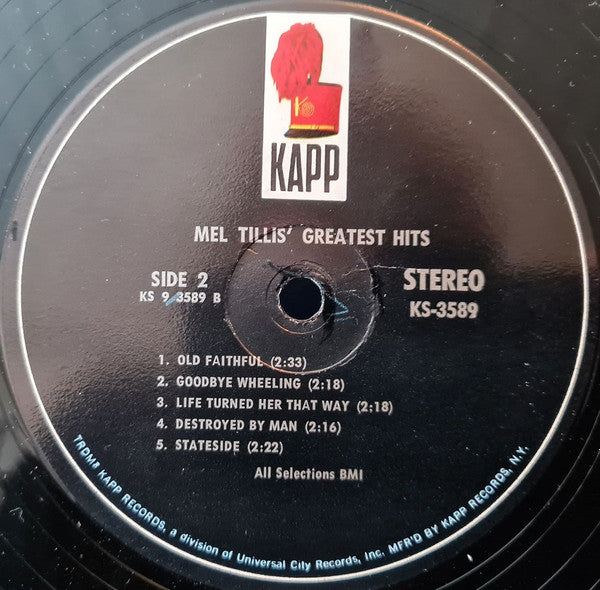 KAPP
MEL TILLIS' GREATEST HITS
SIDE 2
KS 9 3589 B
STEREO
KS-3589
1. OLD FAITHFUL (2:33)
2. GOODBYE WHEELING (2:18)
3. LIFE TURNED HER THAT WAY (2:18)
4. DESTROYED BY MAN (2:16)
5. STATESIDE (2:22)
All Selections BMI
TRDMS KAPP RECORDS, a division of Universal City Records, Inc. MFR'D BY KAPP RECORDS, N.Y.